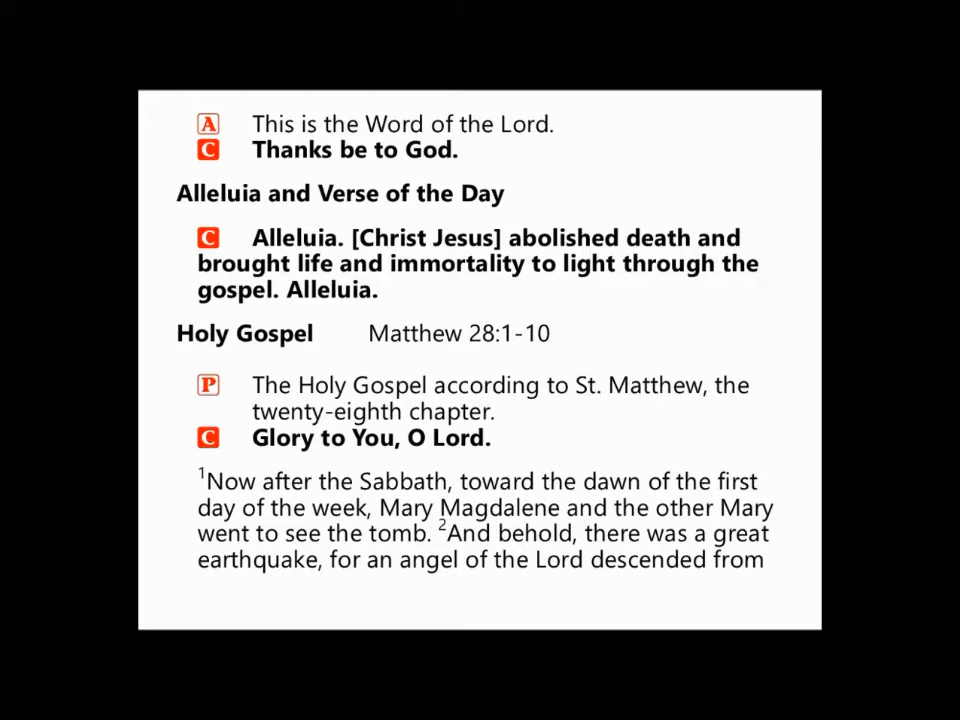 A This is the Word of the Lord.
C Thanks be to God.
Alleluia and Verse of the Day
C Alleluia. [Christ Jesus] abolished death and
brought life and immortality to light through the
gospel. Alleluia.
Holy Gospel Matthew 28:1-10
P The Holy Gospel according to St. Matthew, the
twenty-eighth chapter.
C Glory to You, O Lord.
1Now after the Sabbath, toward the dawn of the first
day of the week, Mary Magdalene and the other Mary
went to see the tomb. 2And behold, there was a great
earthquake, for an angel of the Lord descended from